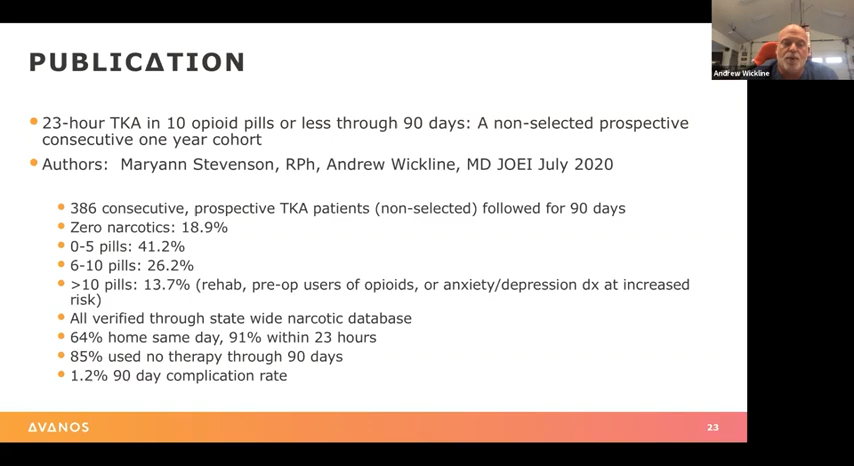 PUBLICΔTION
Andrew Wickline
23-hour TKA in 10 opioid pills or less through 90 days: A non-selected prospective
consecutive one year cohort
Authors:  Maryann Stevenson, RPh, Andrew Wickline, MD JOEI July 2020
386 consecutive, prospective TKA patients (non-selected) followed for 90 days
Zero narcotics: 18.9%
0-5 pills: 41.2%
6-10 pills: 26.2%
>10 pills: 13.7% (rehab, pre-op users of opioids, or anxiety/depression dx at increased
risk)
All verified through state wide narcotic database
64% home same day, 91% within 23 hours
85% used no therapy through 90 days
1.2% 90 day complication rate
ΔVΔNOS
23